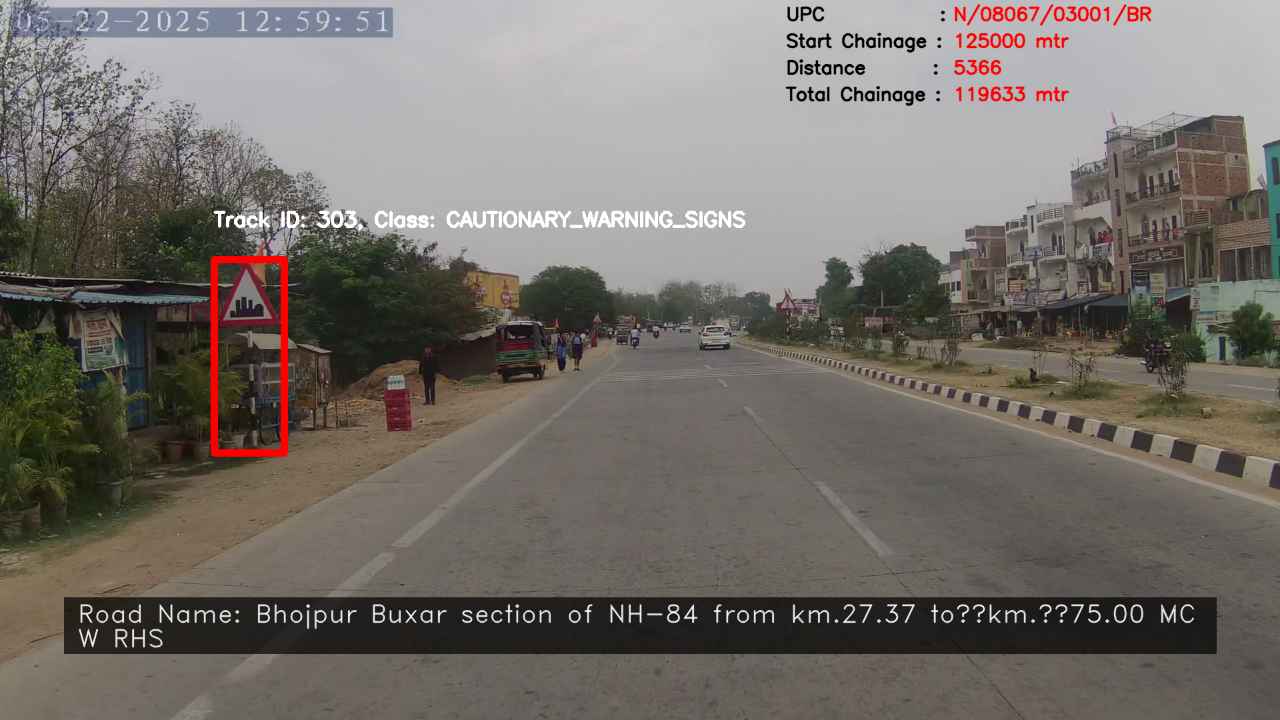 05-22-2025 12:59:51
UPC : N/08067/03001/BR
Start Chainage : 125000 mtr
Distance : 5366
Total Chainage : 119633 mtr
Track ID: 303, Class: CAUTIONARY_WARNING_SIGNS
Road Name: Bhojpur Buxar section of NH-84 from km.27.37 to??km.??75.00 MC
W RHS